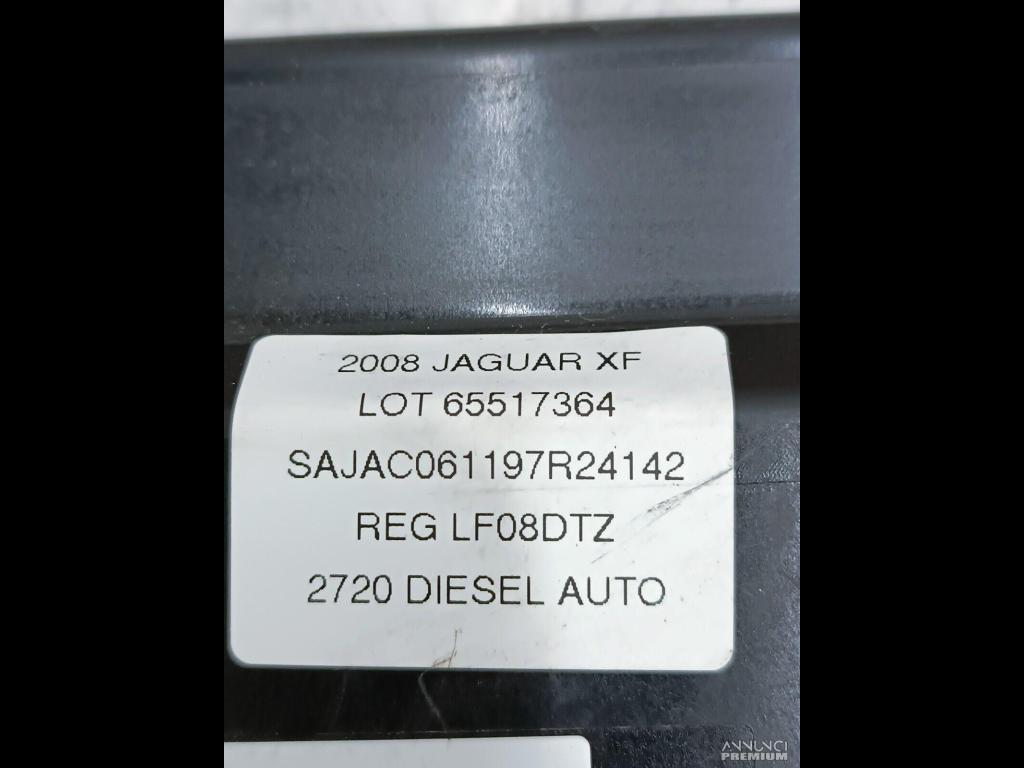 2008 JAGUAR XF
LOT 65517364
SAJAC061197R24142
REG LF08DTZ
2720 DIESEL AUTO
ANNUNCI
PREMIUM